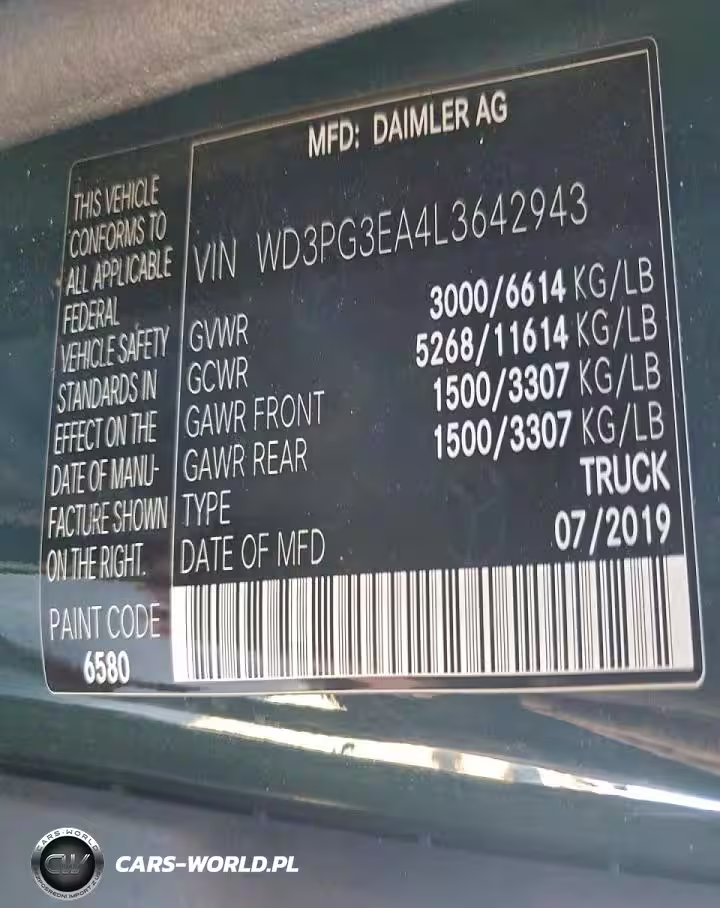 MFD: DAIMLER AG
THIS VEHICLE
CONFORMS TO
ALL APPLICABLE
FEDERAL
VEHICLE SAFETY
STANDARDS IN
EFFECT ON THE
DATE OF MANU-
FACTURE SHOWN
ON THE RIGHT.
PAINT CODE
6580
VIN WD3PG3EA4L3642943
GVWR 3000/6614 KG/LB
GCWR 5268/11614 KG/LB
GAWR FRONT 1500/3307 KG/LB
GAWR REAR 1500/3307 KG/LB
TYPE TRUCK
DATE OF MFD 07/2019
CARS-WORLD
CW
CARS-WORLD.PL